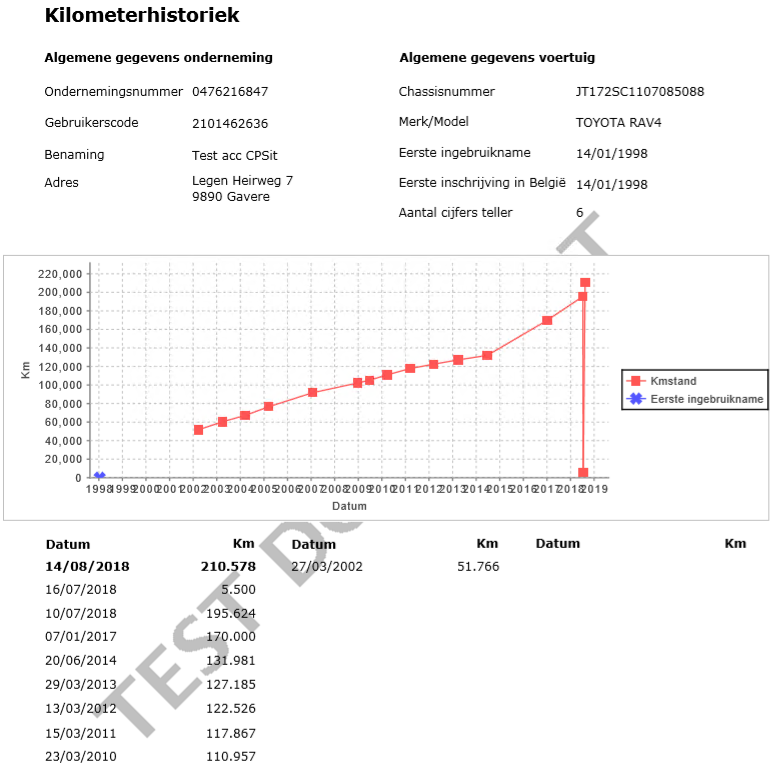 Kilometerhistoriek
Algemene gegevens onderneming
Ondernemingsnummer 0476216847
Gebruikerscode 2101462636
Benaming Test acc CPSit
Adres Legen Heirweg 7
9890 Gavere
Algemene gegevens voertuig
Chassisnummer JT172SC1107085088
Merk/Model TOYOTA RAV4
Eerste ingebruikname 14/01/1998
Eerste inschrijving in België 14/01/1998
Aantal cijfers teller 6
220,000
200,000
180,000
160,000
140,000
120,000
100,000
80,000
60,000
40,000
20,000
0
Km
1998 1999 2000 2001 2002 2003 2004 2005 2006 2007 2008 2009 2010 2011 2012 2013 2014 2015 2016 2017 2018 2019
Datum
Kmstand
Eerste ingebruikname
Datum Km Datum Km Datum Km
14/08/2018 210.578 27/03/2002 51.766
16/07/2018 5.500
10/07/2018 195.624
07/01/2017 170.000
20/06/2014 131.981
29/03/2013 127.185
13/03/2012 122.526
15/03/2011 117.867
23/03/2010 110.957
TEST